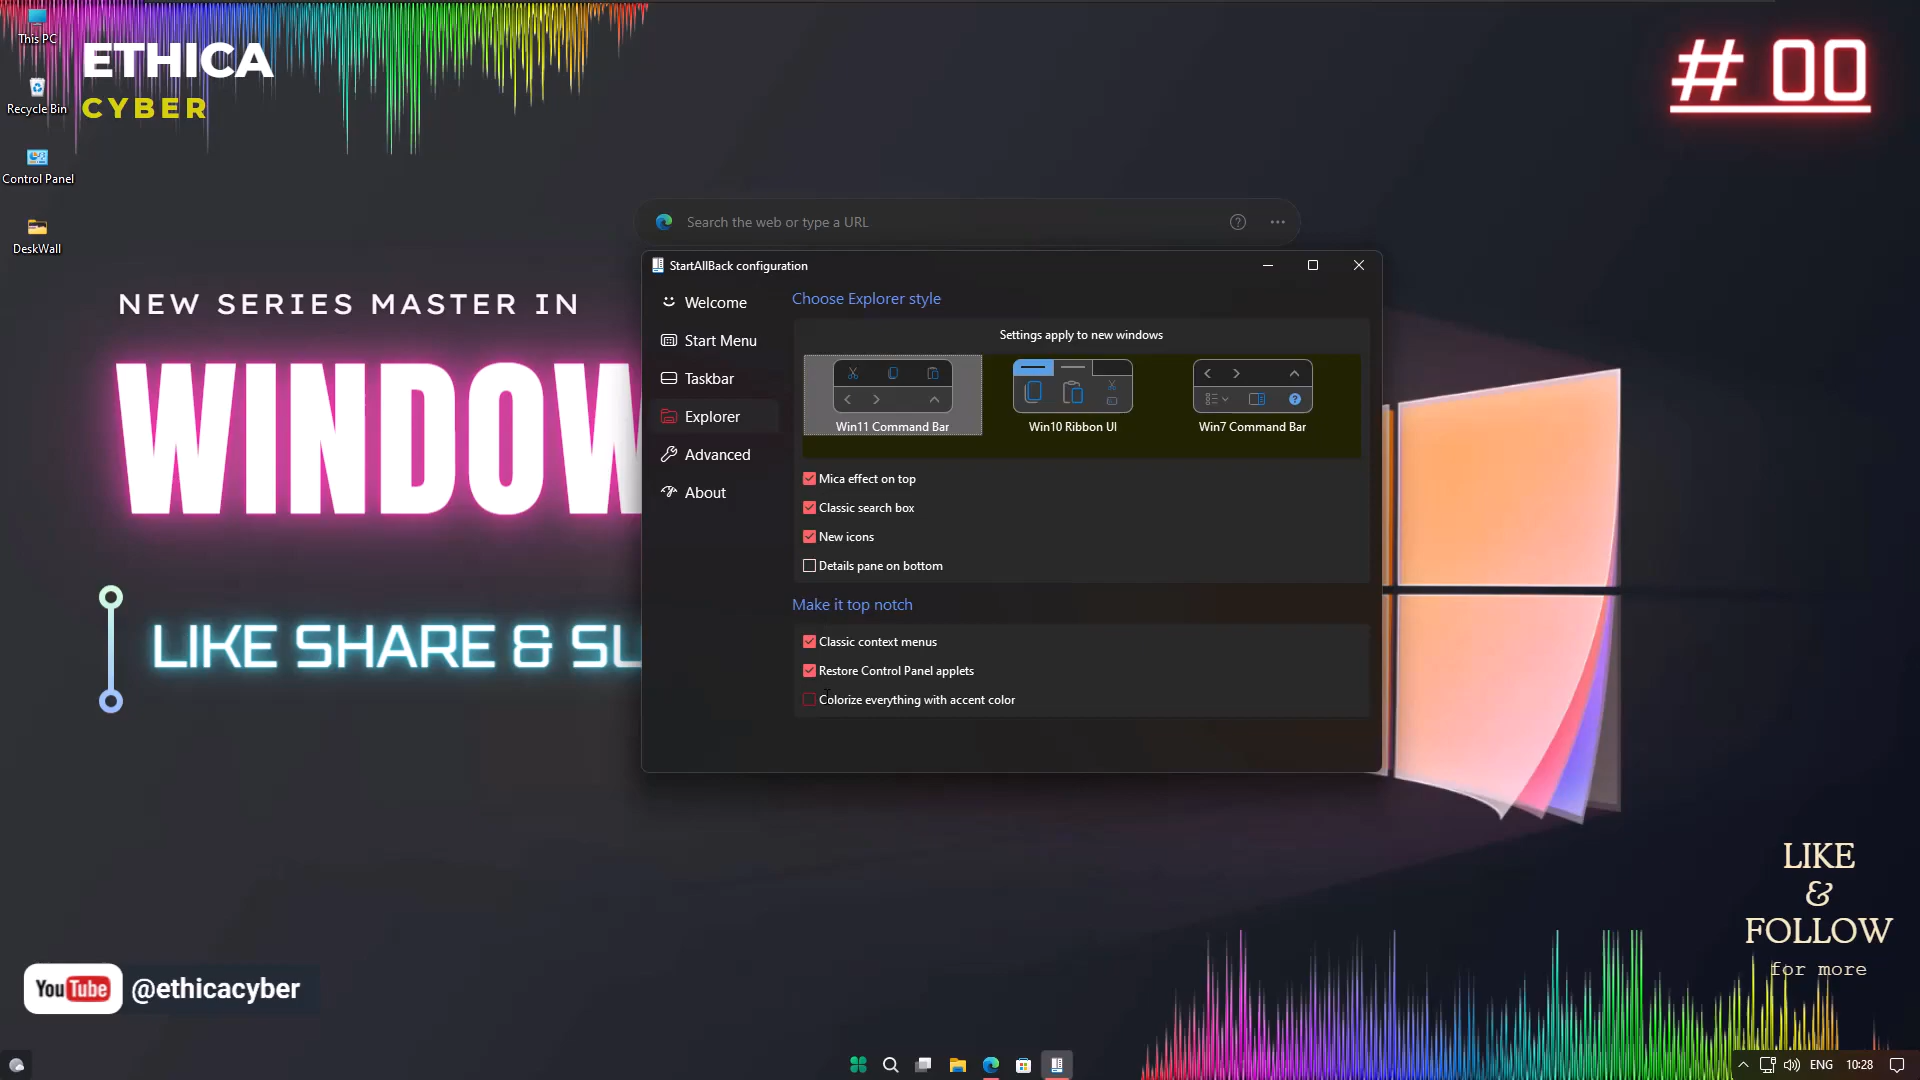 This PC
Recycle Bin
Control Panel
DeskWall
ETHICA
CYBER
# 00
NEW SERIES MASTER IN
WINDOW
LIKE SHARE & SU
Search the web or type a URL
StartAllBack configuration
Welcome
Start Menu
Taskbar
Explorer
Advanced
About
Choose Explorer style
Settings apply to new windows
Win11 Command Bar
Win10 Ribbon UI
Win7 Command Bar
Mica effect on top
Classic search box
New icons
Details pane on bottom
Make it top notch
Classic context menus
Restore Control Panel applets
Colorize everything with accent color
LIKE
&
FOLLOW
for more
YouTube @ethicacyber
ENG 10:28